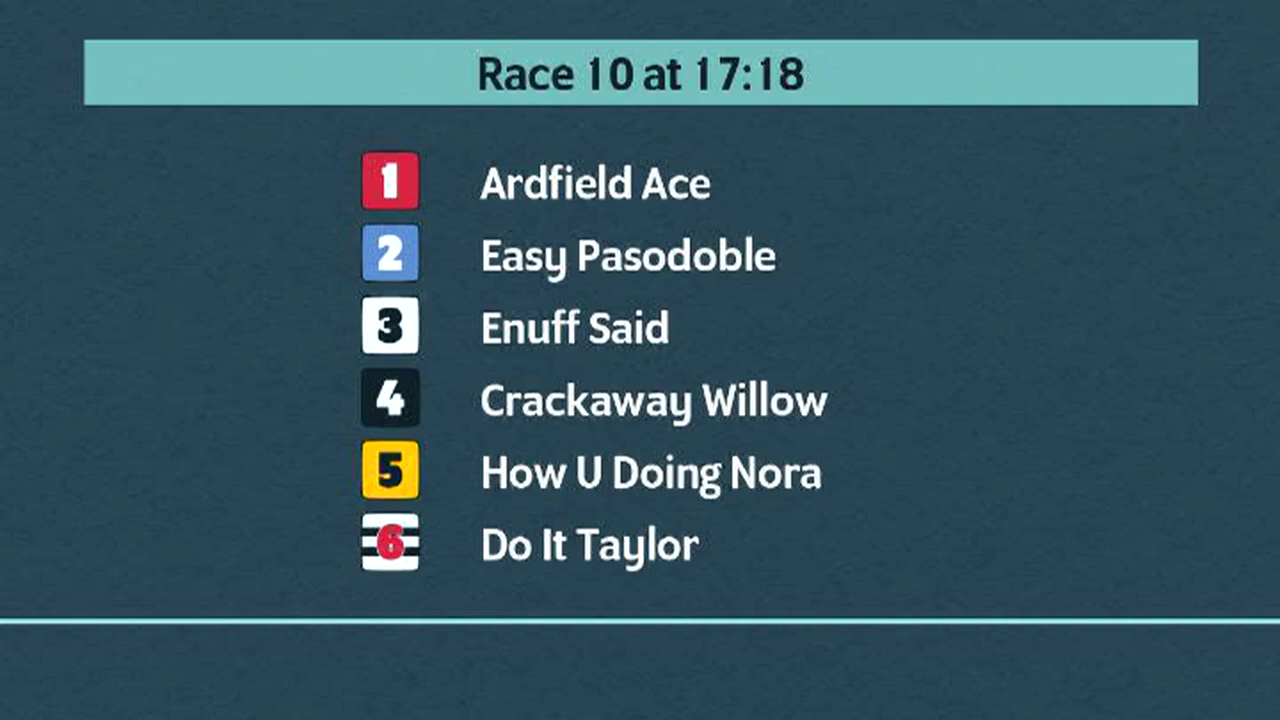 Race 10 at 17:18
1 Ardfield Ace
2 Easy Pasodoble
3 Enuff Said
4 Crackaway Willow
5 How U Doing Nora
6 Do It Taylor